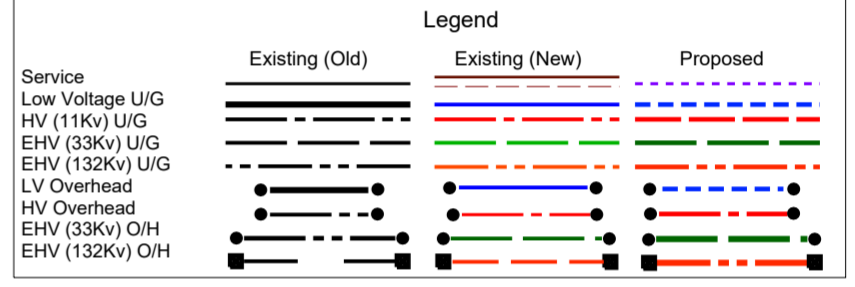 Legend
Existing (Old) Existing (New) Proposed
Service
Low Voltage U/G
HV (11Kv) U/G
EHV (33Kv) U/G
EHV (132Kv) U/G
LV Overhead
HV Overhead
EHV (33Kv) O/H
EHV (132Kv) O/H